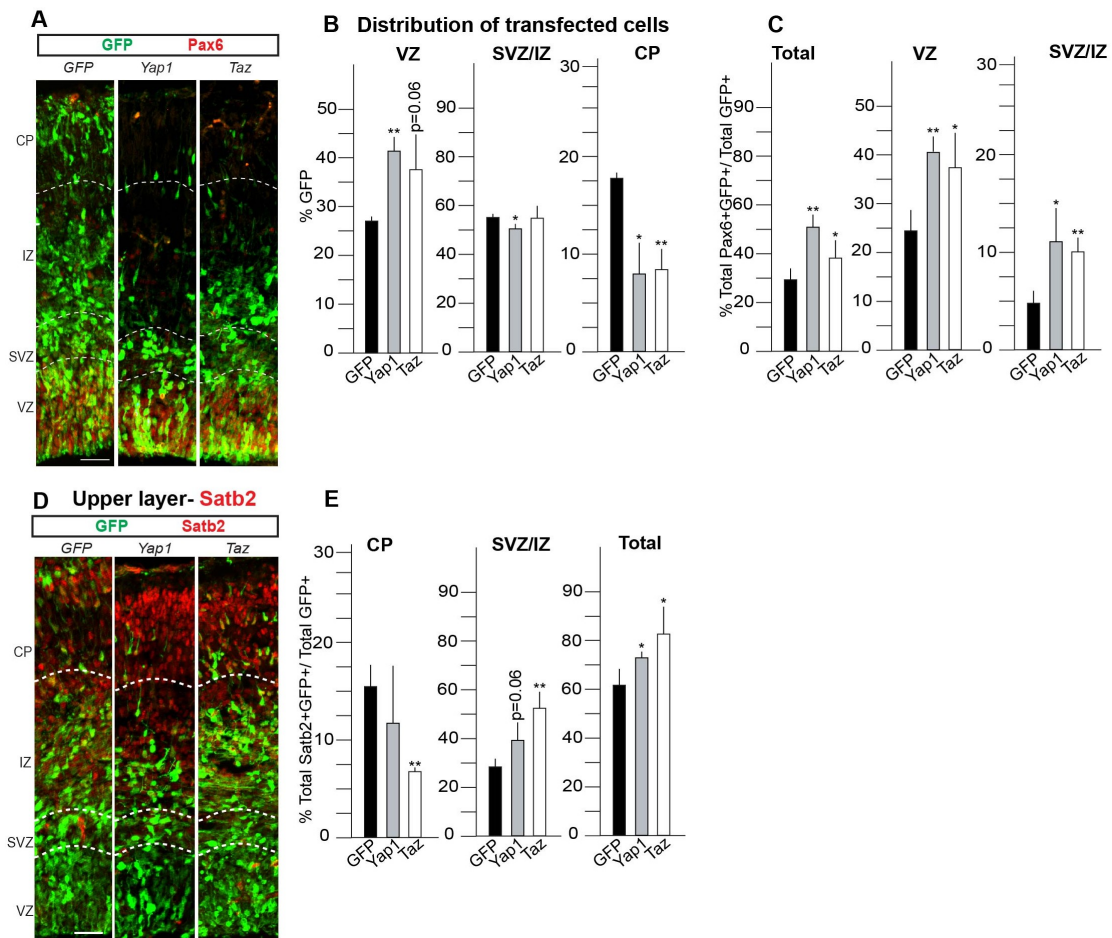 A
GFP Pax6
GFP Yap1 Taz
CP
IZ
SVZ
VZ
B Distribution of transfected cells
VZ SVZ/IZ CP
% GFP
50
40
30
20
10
0
** p=0.06
GFP Yap1 Taz
90
80
60
40
20
0
*
GFP Yap1 Taz
30
20
10
0
* **
GFP Yap1 Taz
C
Total VZ SVZ/IZ
% Total Pax6+GFP+/ Total GFP+
90
80
60
40
20
0
** *
GFP Yap1 Taz
50
40
30
20
10
0
** *
GFP Yap1 Taz
30
20
10
0
* **
GFP Yap1 Taz
D Upper layer- Satb2
GFP Satb2
GFP Yap1 Taz
CP
IZ
SVZ
VZ
E
CP SVZ/IZ Total
% Total Satb2+GFP+/ Total GFP+
30
20
10
0
**
GFP Yap1 Taz
90
80
60
40
20
0
p=0.06 **
GFP Yap1 Taz
90
80
60
40
20
0
* *
GFP Yap1 Taz